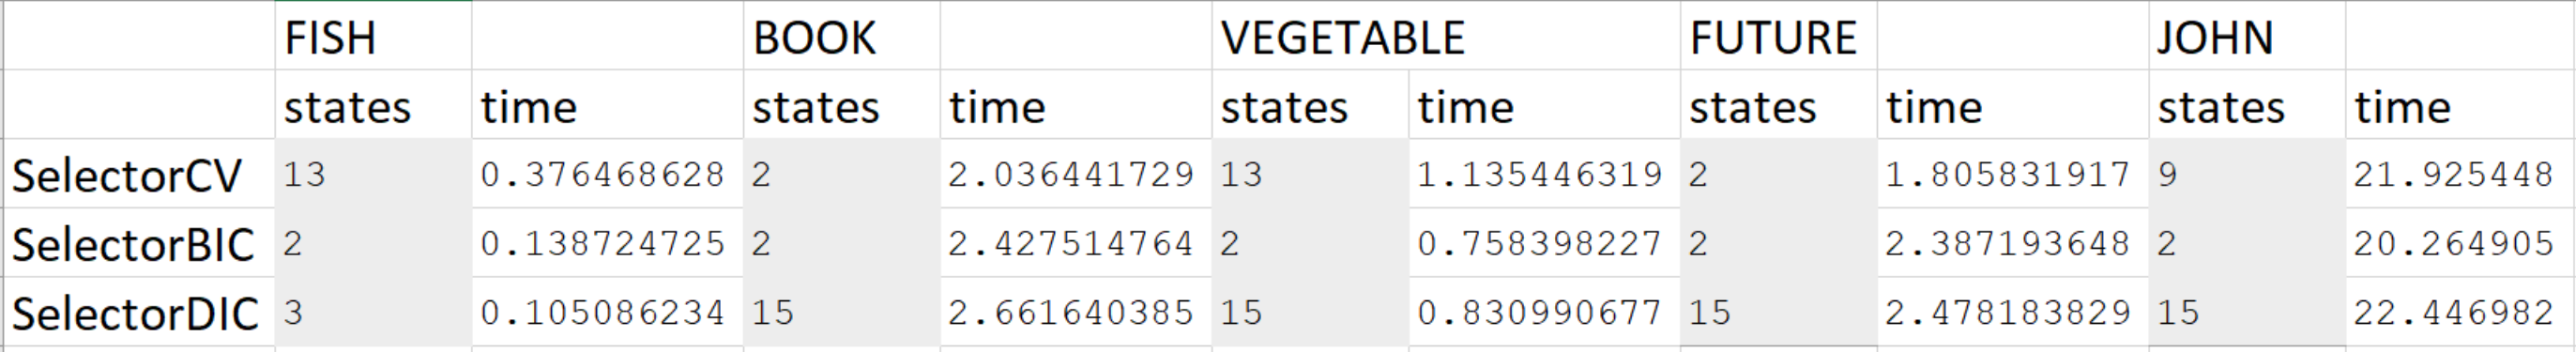 FISH BOOK VEGETABLE FUTURE JOHN
states time states time states time states time states time
SelectorCV 13 0.376468628 2 2.036441729 13 1.135446319 2 1.805831917 9 21.925448
SelectorBIC 2 0.138724725 2 2.427514764 2 0.758398227 2 2.387193648 2 20.264905
SelectorDIC 3 0.105086234 15 2.661640385 15 0.830990677 15 2.478183829 15 22.446982